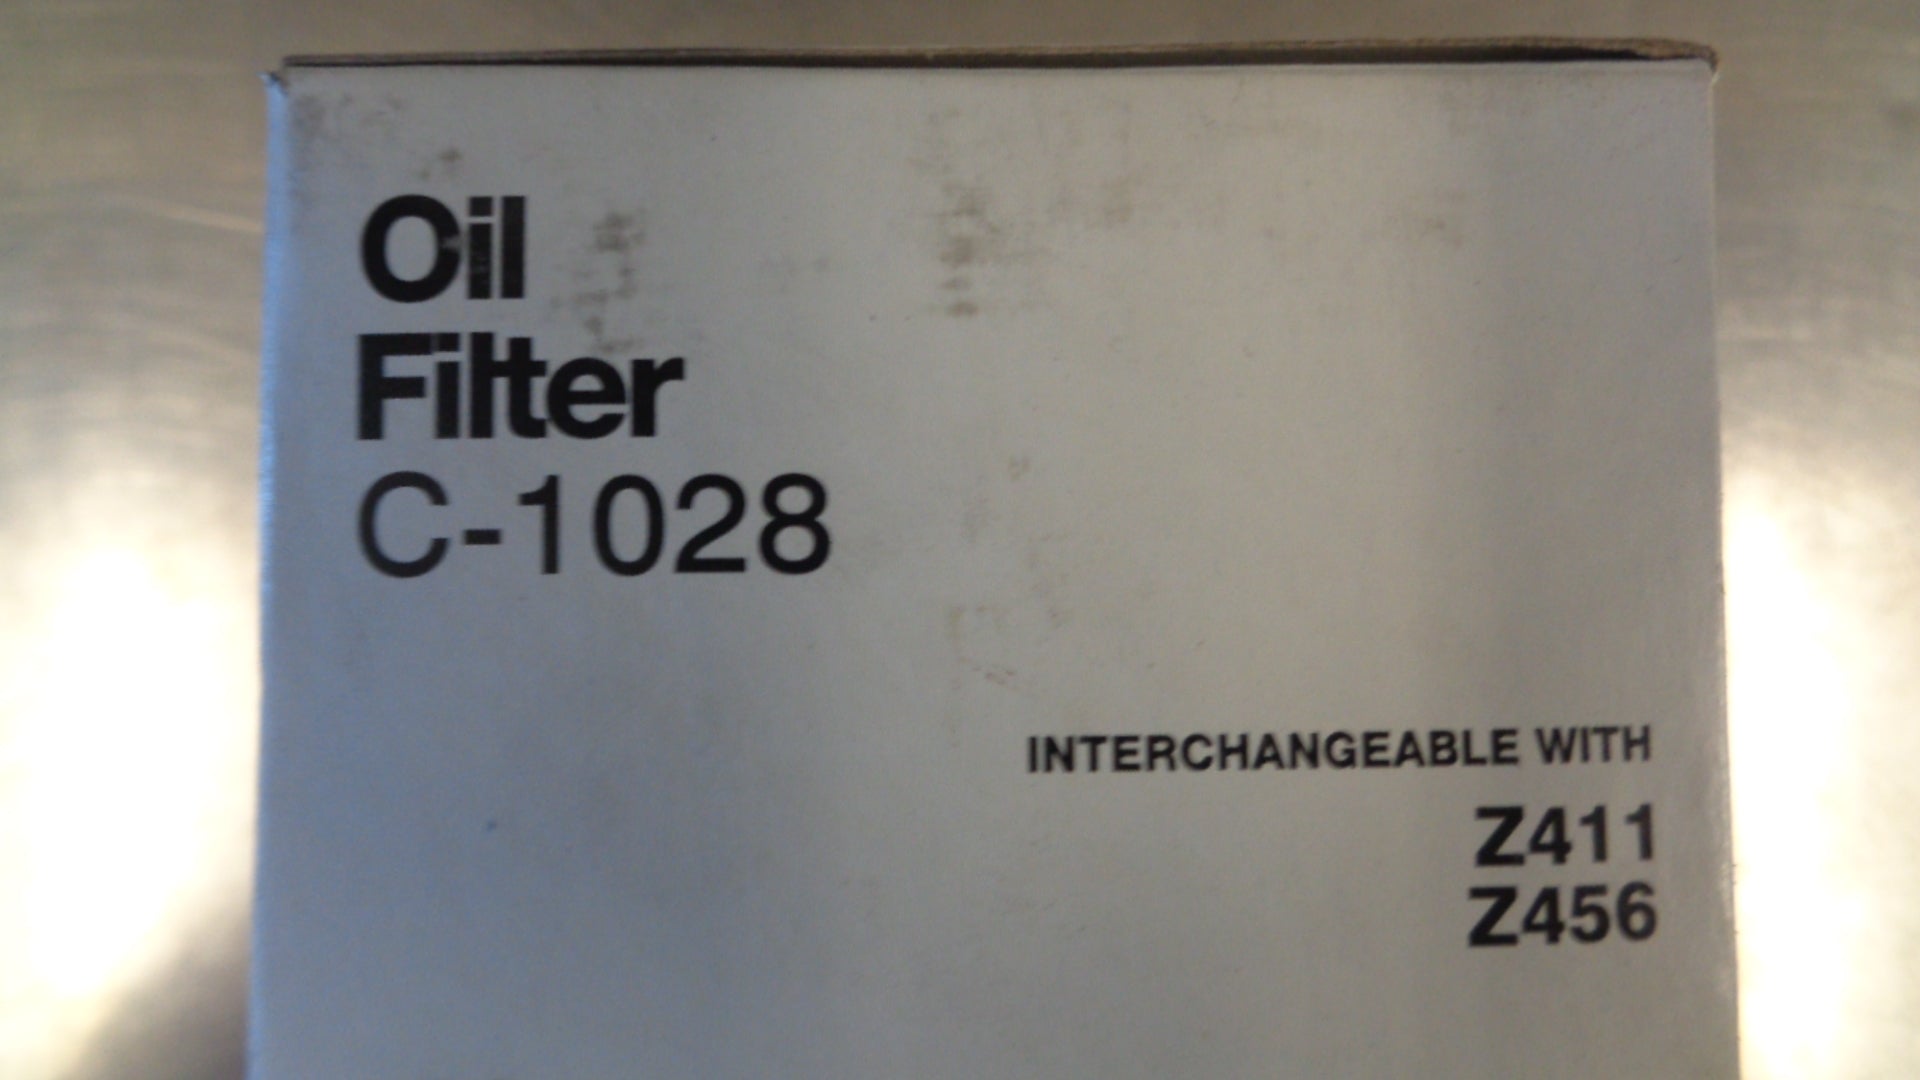 Oil
Filter
C-1028
INTERCHANGEABLE WITH
Z411
Z456